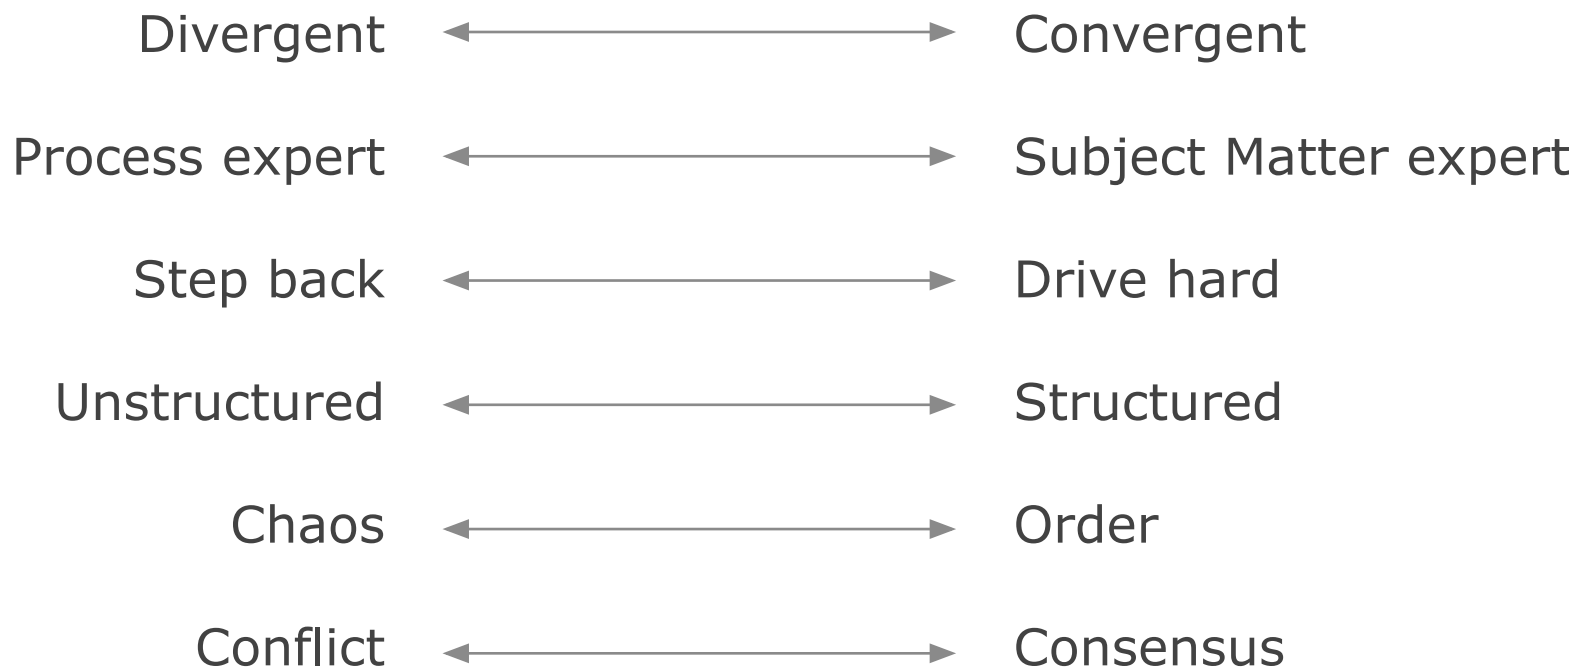 Divergent Convergent
Process expert Subject Matter expert
Step back Drive hard
Unstructured Structured
Chaos Order
Conflict Consensus